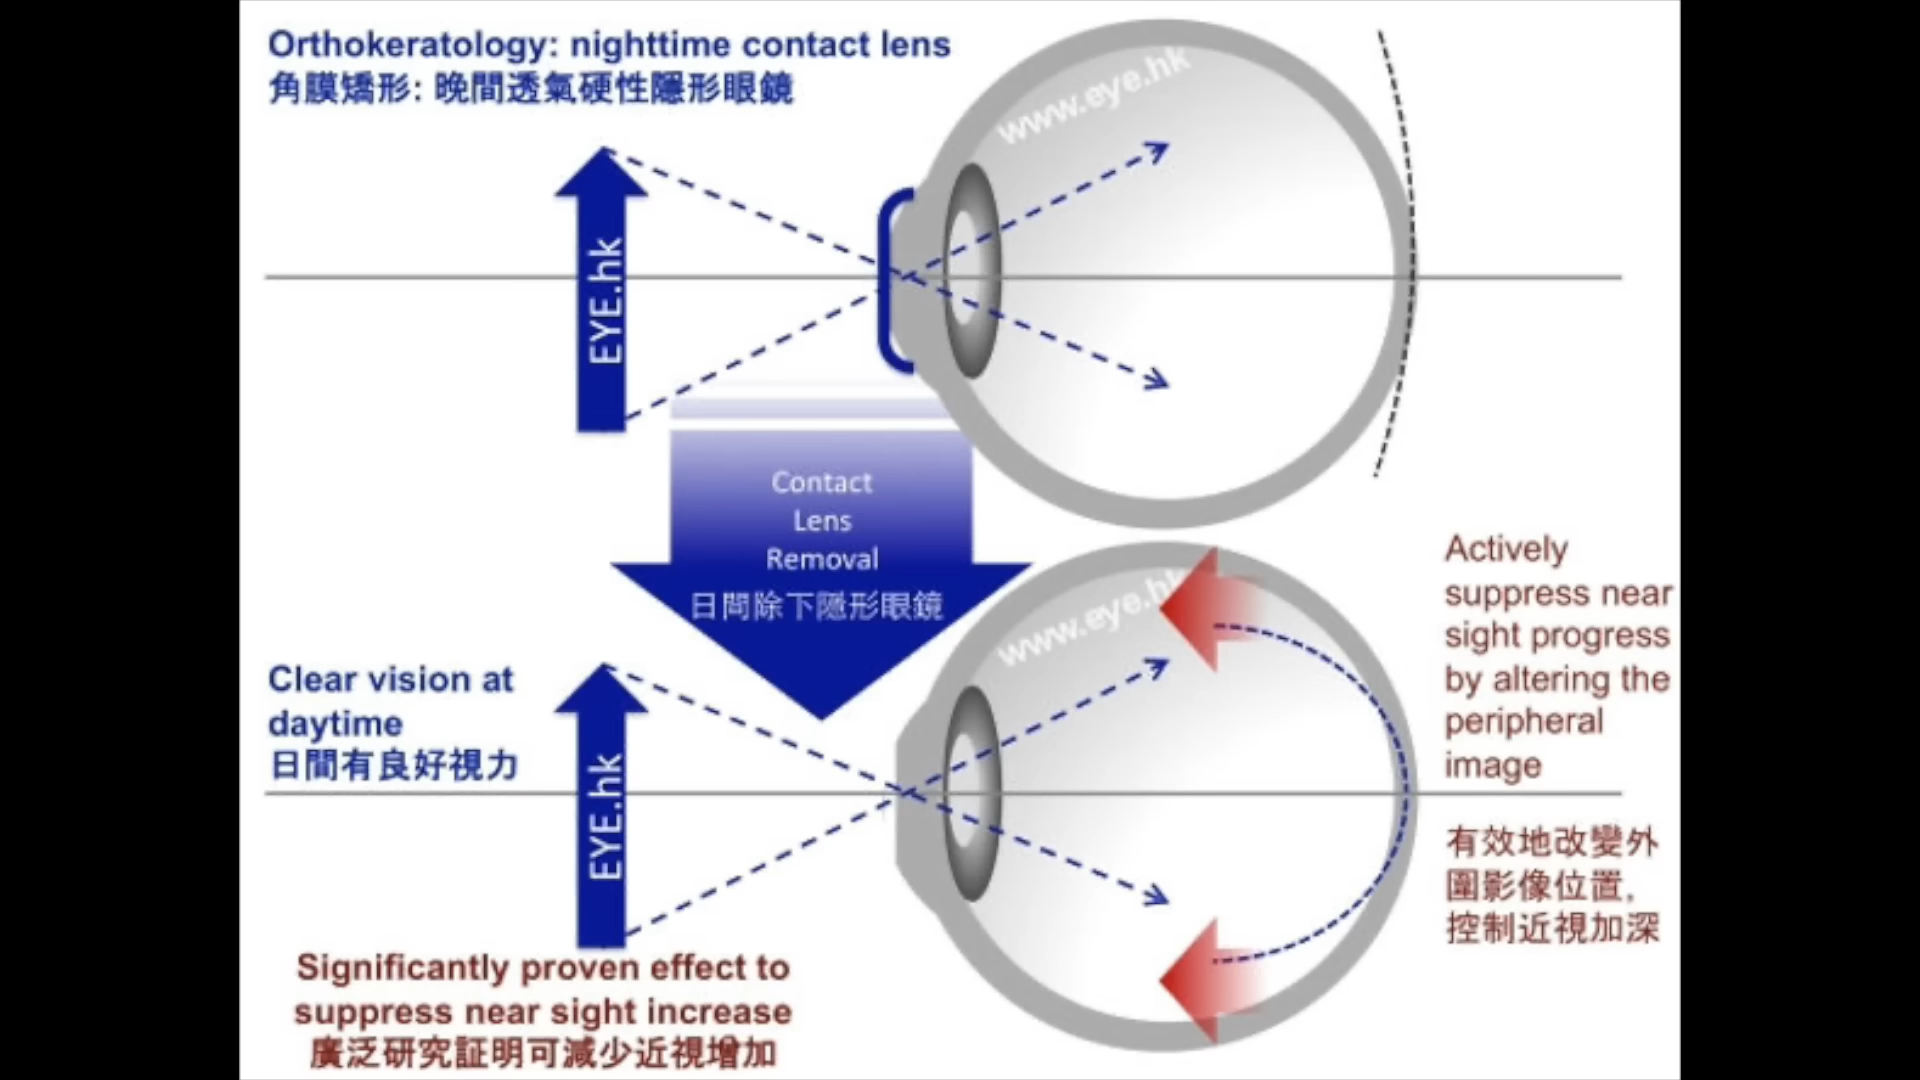 Orthokeratology: nighttime contact lens
角膜矯形: 晚間透氣硬性隱形眼鏡
www.eye.hk
EYE.hk
Contact
Lens
Removal
日間除下隱形眼鏡
www.eye.hk
Clear vision at
daytime
日間有良好視力
EYE.hk
Actively
suppress near
sight progress
by altering the
peripheral
image
有效地改變外
圍影像位置,
控制近視加深
Significantly proven effect to
suppress near sight increase
廣泛研究証明可減少近視增加